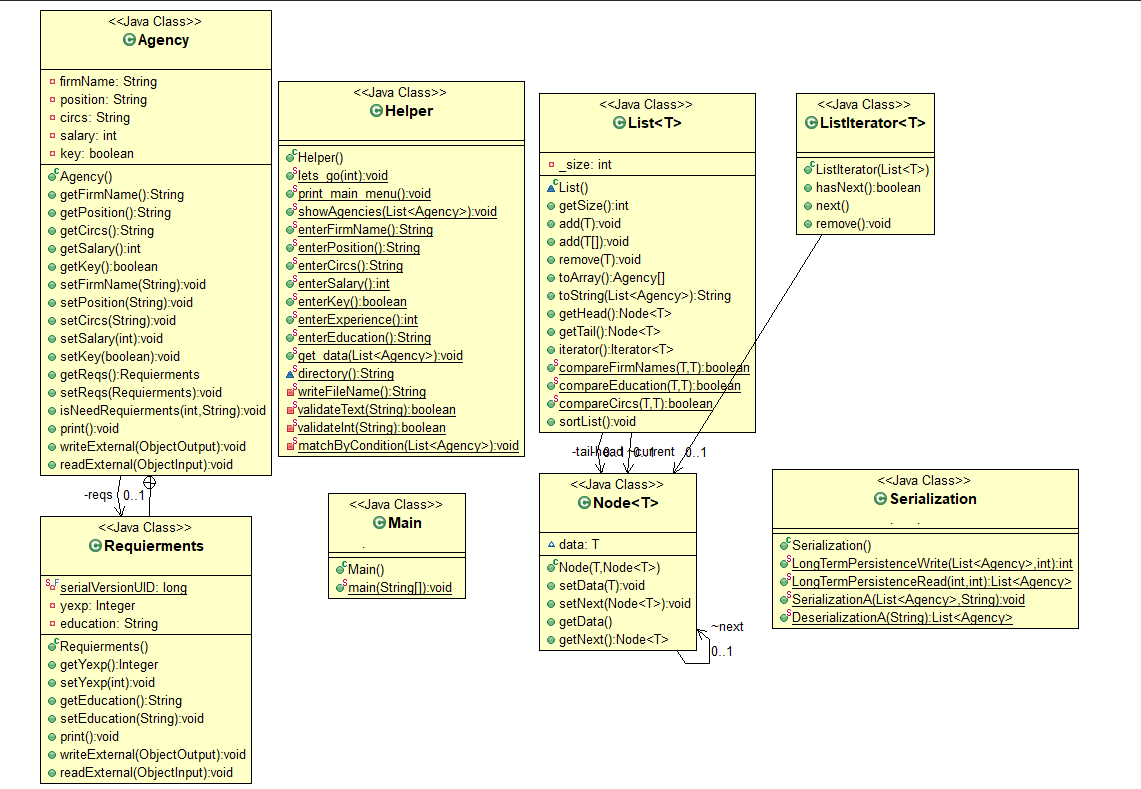 <<Java Class>>
Agency
firmName: String
position: String
circs: String
salary: int
key: boolean
Agency()
getFirmName():String
getPosition():String
getCircs():String
getSalary():int
getKey():boolean
setFirmName(String):void
setPosition(String):void
setCircs(String):void
setSalary(int):void
setKey(boolean):void
getReqs():Requierments
setReqs(Requierments):void
isNeedRequierments(int,String):void
print():void
writeExternal(ObjectOutput):void
readExternal(ObjectInput):void
-reqs 0..1
<<Java Class>>
Requierments
serialVersionUID: long
yexp: Integer
education: String
Requierments()
getYexp():Integer
setYexp(int):void
getEducation():String
setEducation(String):void
print():void
writeExternal(ObjectOutput):void
readExternal(ObjectInput):void
<<Java Class>>
Helper
Helper()
lets_go(int):void
print_main_menu():void
showAgencies(List<Agency>):void
enterFirmName():String
enterPosition():String
enterCircs():String
enterSalary():int
enterKey():boolean
enterExperience():int
enterEducation():String
get_data(List<Agency>):void
directory():String
writeFileName():String
validateText(String):boolean
validateInt(String):boolean
matchByCondition(List<Agency>):void
<<Java Class>>
Main
Main()
main(String[]):void
<<Java Class>>
List<T>
_size: int
List()
getSize():int
add(T):void
add(T[]):void
remove(T):void
toArray():Agency[]
toString(List<Agency>):String
getHead():Node<T>
getTail():Node<T>
iterator():Iterator<T>
compareFirmNames(T,T):boolean
compareEducation(T,T):boolean
compareCircs(T,T):boolean
sortList():void
-tail -head 0..1 0..1 ~current 0..1
<<Java Class>>
Node<T>
data: T
Node(T,Node<T>)
setData(T):void
setNext(Node<T>):void
getData()
getNext():Node<T>
~next
0..1
<<Java Class>>
ListIterator<T>
ListIterator(List<T>)
hasNext():boolean
next()
remove():void
<<Java Class>>
Serialization
Serialization()
LongTermPersistenceWrite(List<Agency>,int):int
LongTermPersistenceRead(int,int):List<Agency>
SerializationA(List<Agency>,String):void
DeserializationA(String):List<Agency>